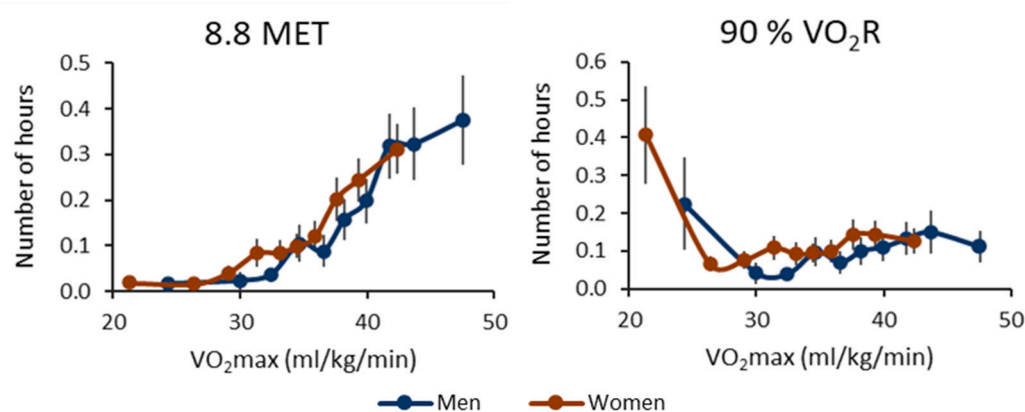 8.8 MET
Number of hours
0.5
0.4
0.3
0.2
0.1
0.0
20 30 40 50
VO₂max (ml/kg/min)
90 % VO₂R
Number of hours
0.6
0.5
0.4
0.3
0.2
0.1
0.0
20 30 40 50
VO₂max (ml/kg/min)
Men Women